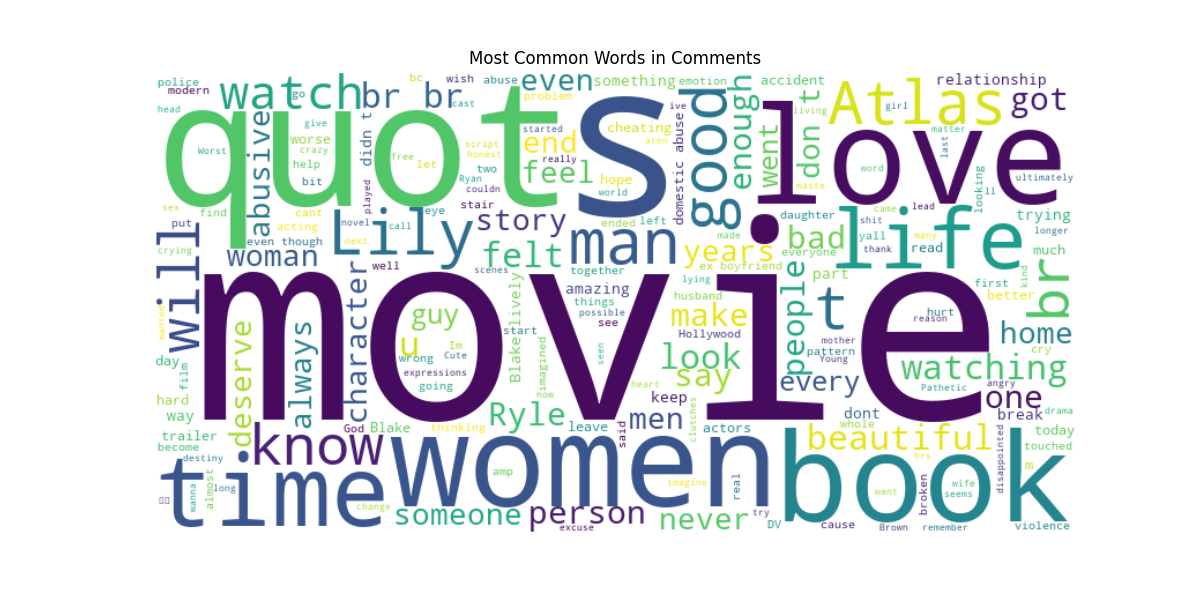 Most Common Words in Comments
police
modern
watch
go
br br
bc
wish
abuse
even
something
emotion
accident
relationship
head
quot
s
cast
problem
good
ive
enough
living
t
Atlas
girl
got
give
Worst
worse
crazy
help
bit
abusive
didn t
free
let
script
honest
started
end
really
cheating
aren
domestic abuse
went
don
love
matter
last
two
Ryan
couldn
feel
hope
world
word
looking
ll
ultimately
sex
find
cant
played
eye
stair
waste
came
lead
put
acting
novel
Lily
call
story
ended
left
made
daughter
shit
yall
many
trying
longer
crying
will
even though
woman
next
well
felt
scenes
man
together
years
ex boyfriend
bad
everyone
thank
life
read
much
lying
part
first
kind
br
better
wanted
deserve
always
character
guy
u
Im
wrong
Cute
expressions
going
lively
Blake
start
imagined
now
amazing
things
possible
see
seen
husband
make
Hollywood
look
say
heart
people
t
mother
pattern
Young
every
hurt
reason
home
cry
watching
Pathetic
angry
one
movie
day
film
hard
way
God
Blake
thinking
Ryle
leave
said
men
keep
clutches
actors
dont
whole
break
drama
trailer
become
know
women
beautiful
today
touched
destiny
wanna
almost
long
time
amp
imagine
real
book
hrs
want
wife
seems
broken
disappointed
m
change
someone
person
excuse
never
try
DV
cause
Brown
remember
violence